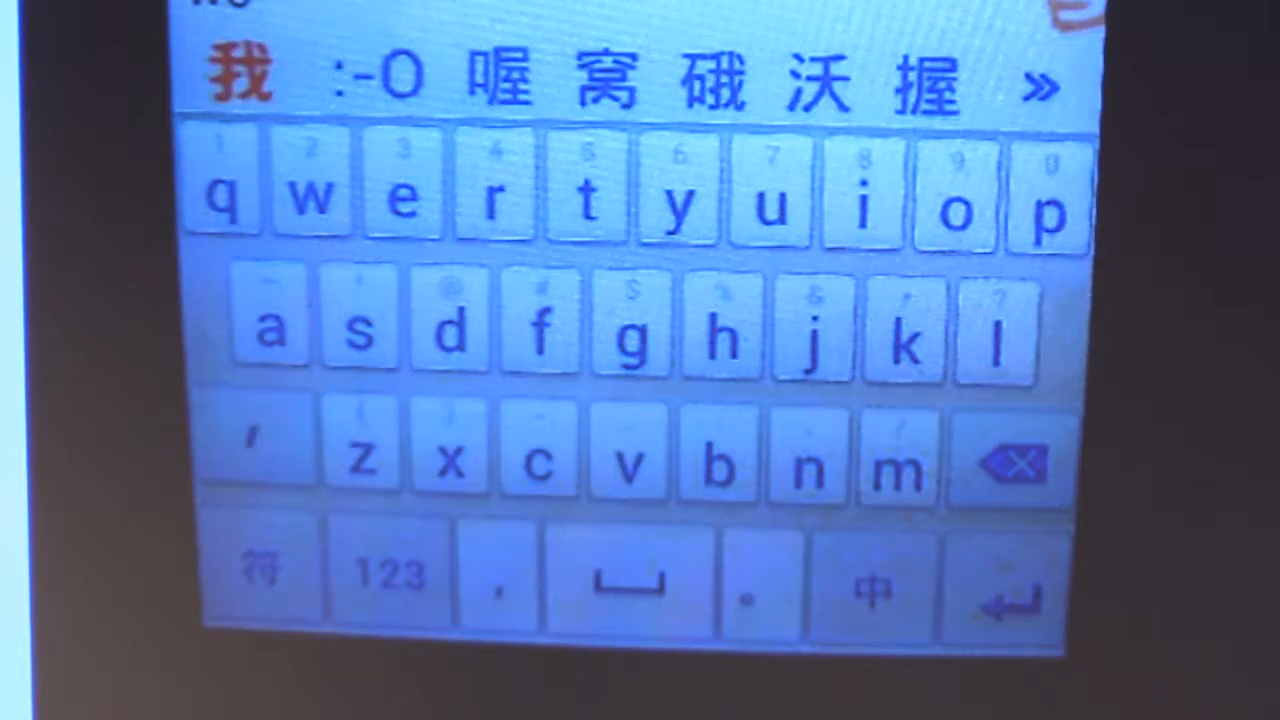 我 :-O 喔 窝 硪 沃 握 »
1 2 3 4 5 6 7 8 9 0
q w e r t y u i o p
@ # $ % &
a s d f g h j k l
' z x c v b n m
符 123 , 。 中